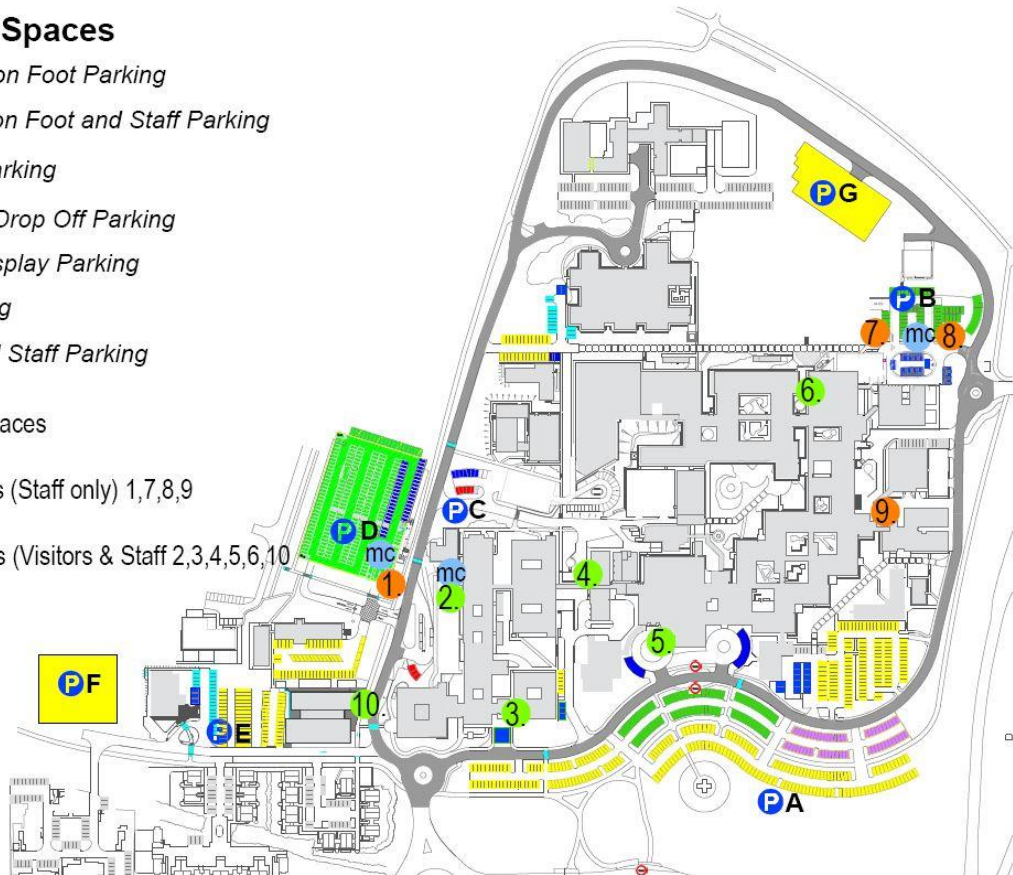 Spaces
on Foot Parking
on Foot and Staff Parking
arking
Drop Off Parking
splay Parking
g
Staff Parking
paces
s (Staff only) 1,7,8,9
s (Visitors & Staff 2,3,4,5,6,10
P G
P B
7. mc 8.
6.
P C
P D
mc
9.
mc
1.
2.
4.
5.
P F
10
3.
P E
P A